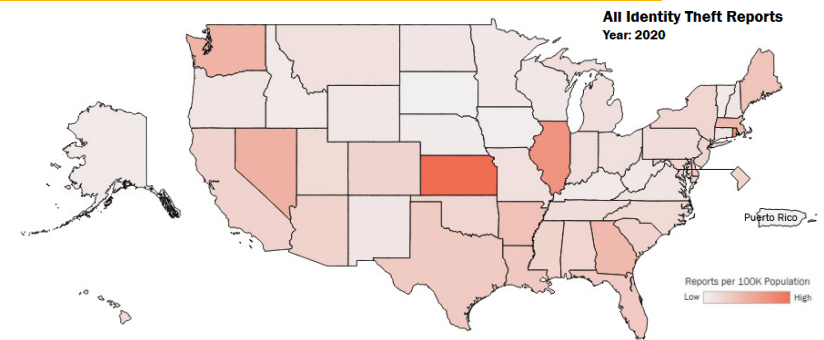 All Identity Theft Reports
Year: 2020
Puerto Rico
Reports per 100K Population
Low
High